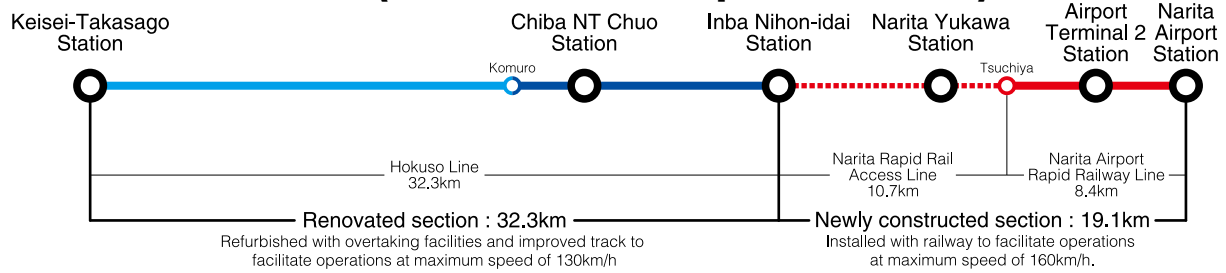 Keisei-Takasago
Station
Chiba NT Chuo
Station
Inba Nihon-idai
Station
Narita Yukawa
Station
Airport
Terminal 2
Station
Narita
Airport
Station
Komuro
Tsuchiya
Hokuso Line
32.3km
Narita Rapid Rail
Access Line
10.7km
Narita Airport
Rapid Railway Line
8.4km
Renovated section : 32.3km
Refurbished with overtaking facilities and improved track to
facilitate operations at maximum speed of 130km/h
Newly constructed section : 19.1km
Installed with railway to facilitate operations
at maximum speed of 160km/h.